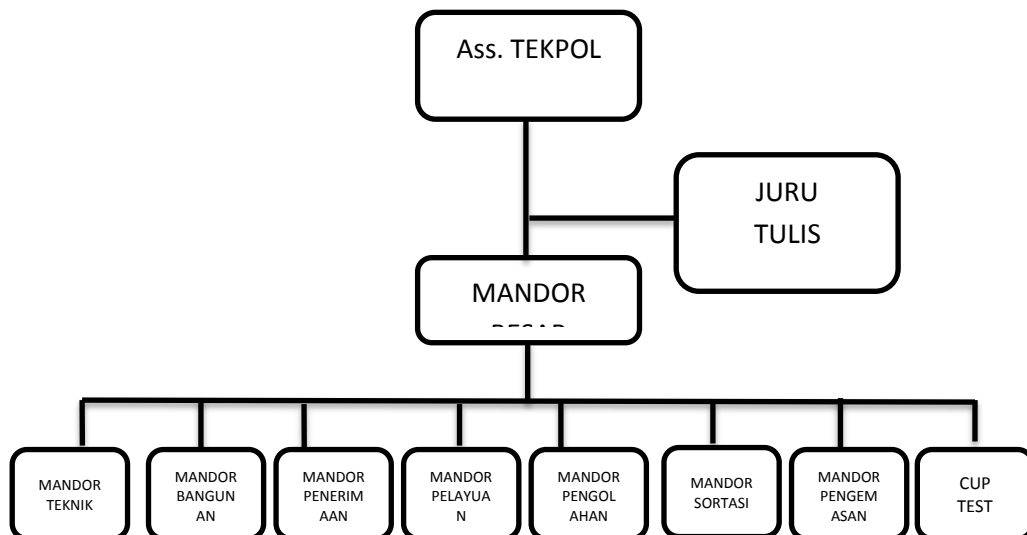 Ass. TEKPOL
JURU
TULIS
MANDOR
MANDOR
TEKNIK
MANDOR
BANGUN
AN
MANDOR
PENERIM
AAN
MANDOR
PELAYUA
N
MANDOR
PENGOL
AHAN
MANDOR
SORTASI
MANDOR
PENGEM
ASAN
CUP
TEST